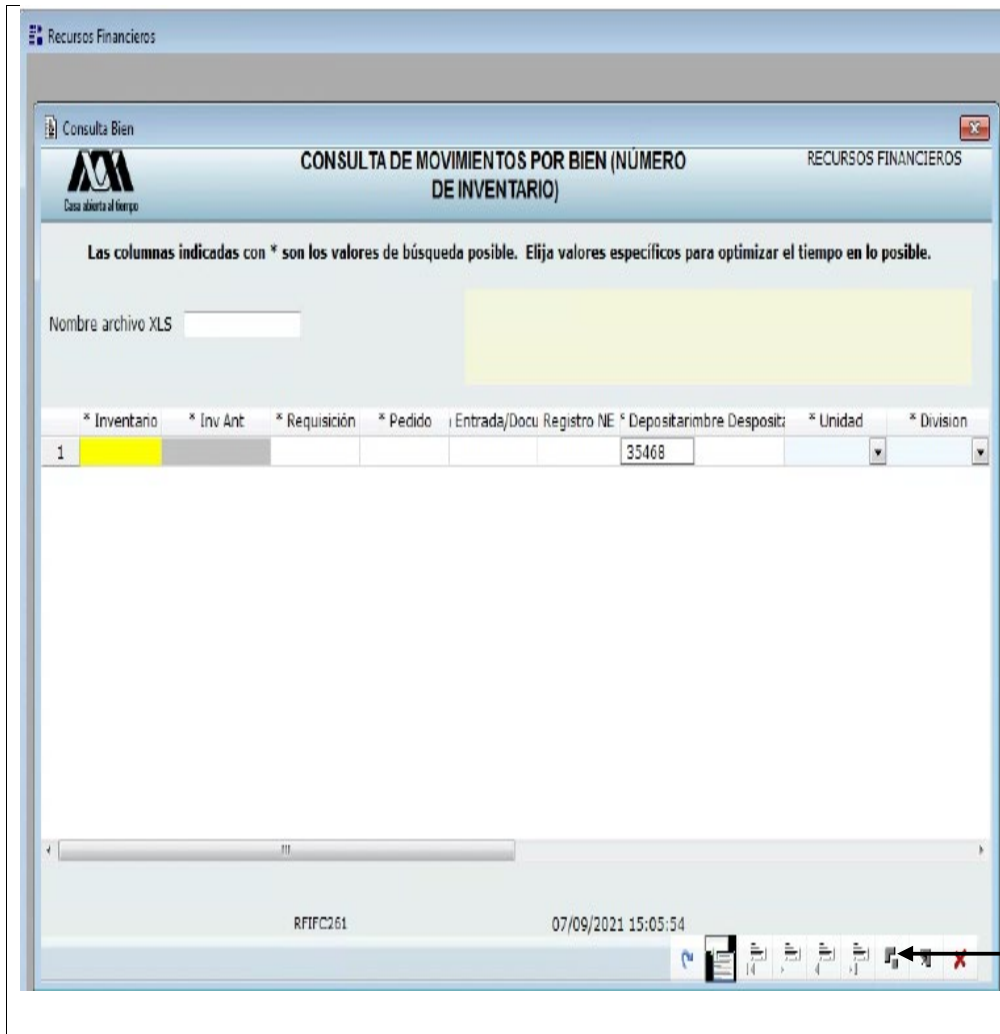 Recursos Financieros
Consulta Bien
CONSULTA DE MOVIMIENTOS POR BIEN (NÚMERO
DE INVENTARIO)
RECURSOS FINANCIEROS
Casa abierta al tiempo
Las columnas indicadas con * son los valores de búsqueda posible. Elija valores específicos para optimizar el tiempo en lo posible.
Nombre archivo XLS
* Inventario * Inv Ant * Requisición * Pedido Entrada/Docu Registro NE * Depositari mbre Desposita * Unidad * Division
1 35468
RFIFC261 07/09/2021 15:05:54